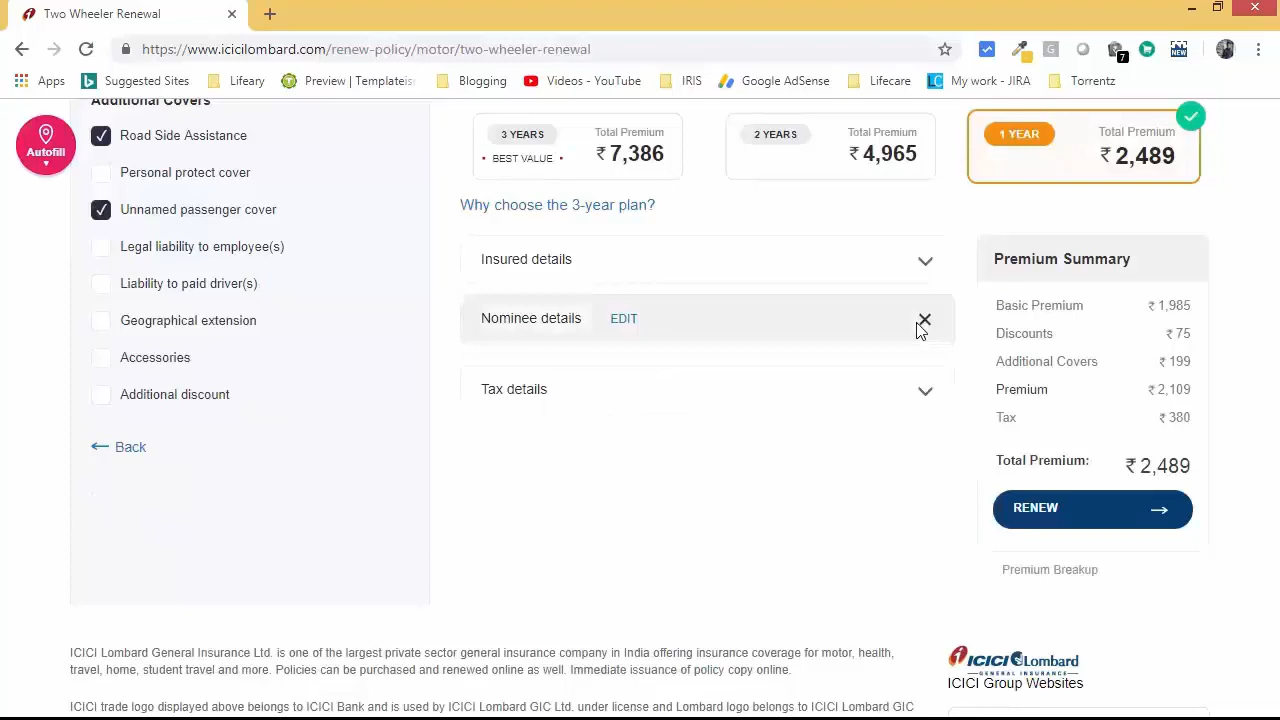 Two Wheeler Renewal
https://www.icicilombard.com/renew-policy/motor/two-wheeler-renewal
G
7
NEW
Apps
Suggested Sites
Lifeary
Preview | Templateis
Blogging
Videos - YouTube
IRIS
Google AdSense
Lifecare
LC
My work - JIRA
Torrentz
Autofill
Additional Covers
Road Side Assistance
Personal protect cover
Unnamed passenger cover
Legal liability to employee(s)
Liability to paid driver(s)
Geographical extension
Accessories
Additional discount
← Back
3 YEARS
• BEST VALUE •
Total Premium
₹ 7,386
2 YEARS
Total Premium
₹ 4,965
1 YEAR
Total Premium
₹ 2,489
Why choose the 3-year plan?
Insured details
Nominee details EDIT
Tax details
Premium Summary
Basic Premium ₹ 1,985
Discounts ₹ 75
Additional Covers ₹ 199
Premium ₹ 2,109
Tax ₹ 380
Total Premium: ₹ 2,489
RENEW →
Premium Breakup
ICICI Lombard General Insurance Ltd. is one of the largest private sector general insurance company in India offering insurance coverage for motor, health,
travel, home, student travel and more. Policies can be purchased and renewed online as well. Immediate issuance of policy copy online.
ICICI trade logo displayed above belongs to ICICI Bank and is used by ICICI Lombard GIC Ltd. under license and Lombard logo belongs to ICICI Lombard GIC
ICICI Lombard
GENERAL INSURANCE
ICICI Group Websites